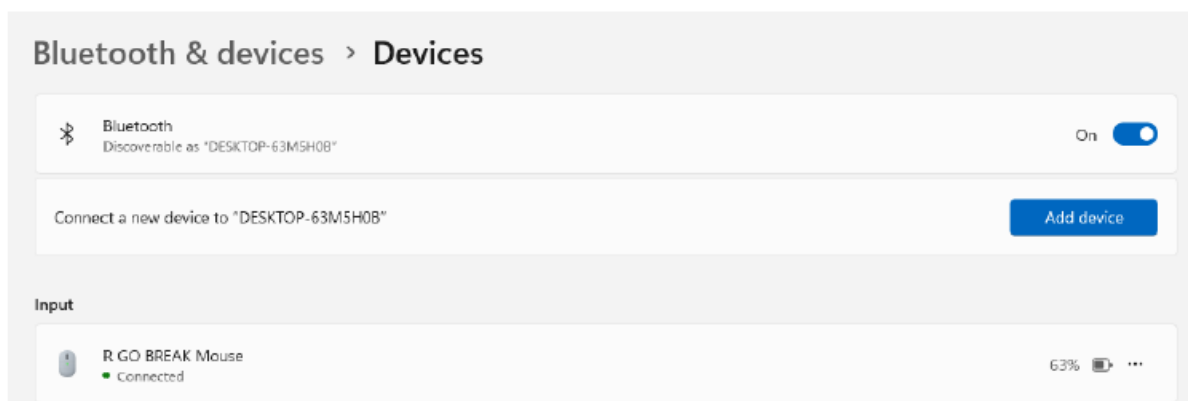 Bluetooth & devices > Devices
Bluetooth
Discoverable as "DESKTOP-63M5H0B"
On
Connect a new device to "DESKTOP-63M5H0B"
Add device
Input
R GO BREAK Mouse
Connected
63%